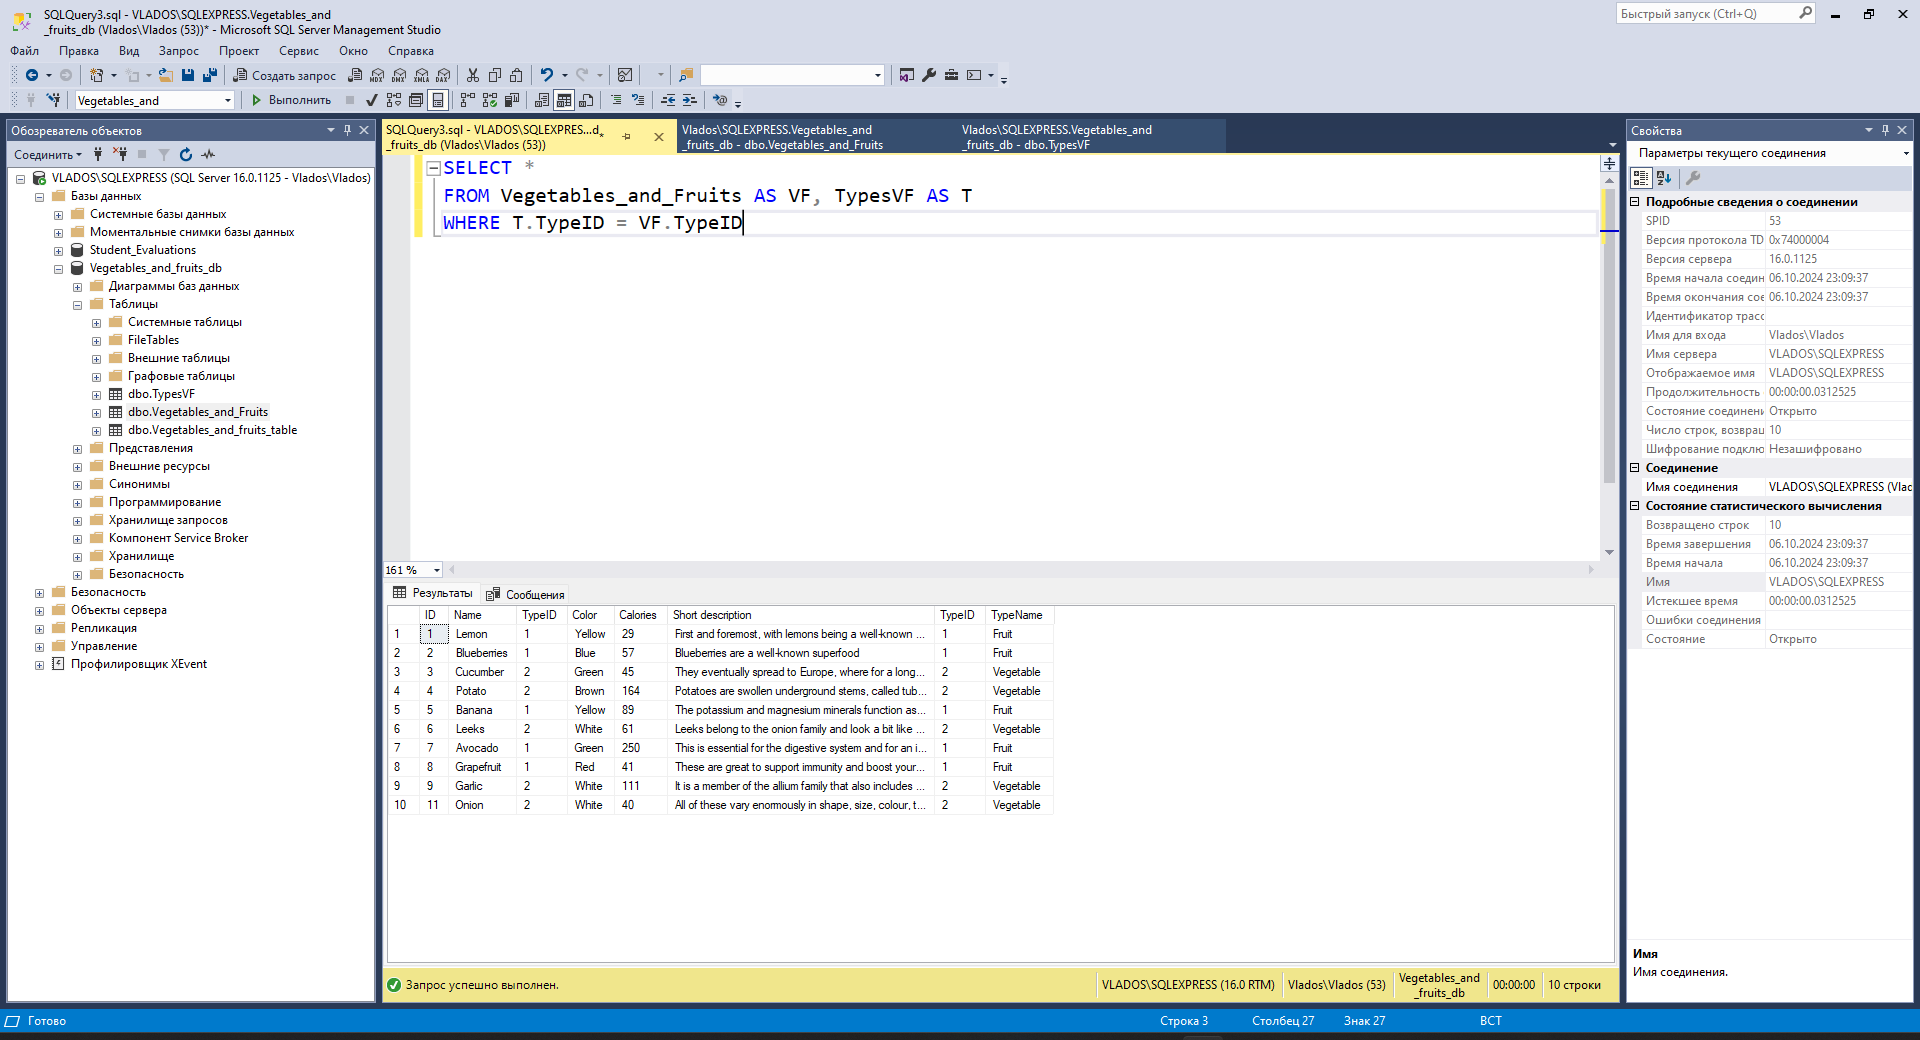 SQLQuery3.sql - VLADOS\SQLEXPRESS.Vegetables_and
_fruits_db (Vlados\Vlados (53))* - Microsoft SQL Server Management Studio
Быстрый запуск (Ctrl+Q)
Файл Правка Вид Запрос Проект Сервис Окно Справка
Создать запрос MDX DMX XMLA DAX
Vegetables_and Выполнить
Обозреватель объектов
Соединить
VLADOS\SQLEXPRESS (SQL Server 16.0.1125 - Vlados\Vlados)
Базы данных
Системные базы данных
Моментальные снимки базы данных
Student_Evaluations
Vegetables_and_fruits_db
Диаграммы баз данных
Таблицы
Системные таблицы
FileTables
Внешние таблицы
Графовые таблицы
dbo.TypesVF
dbo.Vegetables_and_Fruits
dbo.Vegetables_and_fruits_table
Представления
Внешние ресурсы
Синонимы
Программирование
Хранилище запросов
Компонент Service Broker
Хранилище
Безопасность
Безопасность
Объекты сервера
Репликация
Управление
Профилировщик XEvent
SQLQuery3.sql - VLADOS\SQLEXPRES...d*
_fruits_db (Vlados\Vlados (53))
Vlados\SQLEXPRESS.Vegetables_and
_fruits_db - dbo.Vegetables_and_Fruits
Vlados\SQLEXPRESS.Vegetables_and
_fruits_db - dbo.TypesVF
SELECT *
FROM Vegetables_and_Fruits AS VF, TypesVF AS T
WHERE T.TypeID = VF.TypeID
161 %
Результаты Сообщения
ID Name TypeID Color Calories Short description TypeID TypeName
1 1 Lemon 1 Yellow 29 First and foremost, with lemons being a well-known ... 1 Fruit
2 2 Blueberries 1 Blue 57 Blueberries are a well-known superfood 1 Fruit
3 3 Cucumber 2 Green 45 They eventually spread to Europe, where for a long... 2 Vegetable
4 4 Potato 2 Brown 164 Potatoes are swollen underground stems, called tub... 2 Vegetable
5 5 Banana 1 Yellow 89 The potassium and magnesium minerals function as... 1 Fruit
6 6 Leeks 2 White 61 Leeks belong to the onion family and look a bit like ... 2 Vegetable
7 7 Avocado 1 Green 250 This is essential for the digestive system and for an i... 1 Fruit
8 8 Grapefruit 1 Red 41 These are great to support immunity and boost your... 1 Fruit
9 9 Garlic 2 White 111 It is a member of the allium family that also includes ... 2 Vegetable
10 11 Onion 2 White 40 All of these vary enormously in shape, size, colour, t... 2 Vegetable
Запрос успешно выполнен.
VLADOS\SQLEXPRESS (16.0 RTM) Vlados\Vlados (53) Vegetables_and
_fruits_db 00:00:00 10 строки
Свойства
Параметры текущего соединения
Подробные сведения о соединении
SPID 53
Версия протокола TD 0x74000004
Версия сервера 16.0.1125
Время начала соедин 06.10.2024 23:09:37
Время окончания сое 06.10.2024 23:09:37
Идентификатор трасс
Имя для входа Vlados\Vlados
Имя сервера VLADOS\SQLEXPRESS
Отображаемое имя VLADOS\SQLEXPRESS
Продолжительность 00:00:00.0312525
Состояние соединени Открыто
Число строк, возвращ 10
Шифрование подклю Незашифровано
Соединение
Имя соединения VLADOS\SQLEXPRESS (Vlac
Состояние статистического вычисления
Возвращено строк 10
Время завершения 06.10.2024 23:09:37
Время начала 06.10.2024 23:09:37
Имя VLADOS\SQLEXPRESS
Истекшее время 00:00:00.0312525
Ошибки соединения
Состояние Открыто
Имя
Имя соединения.
Готово Строка 3 Столбец 27 Знак 27 ВСТ